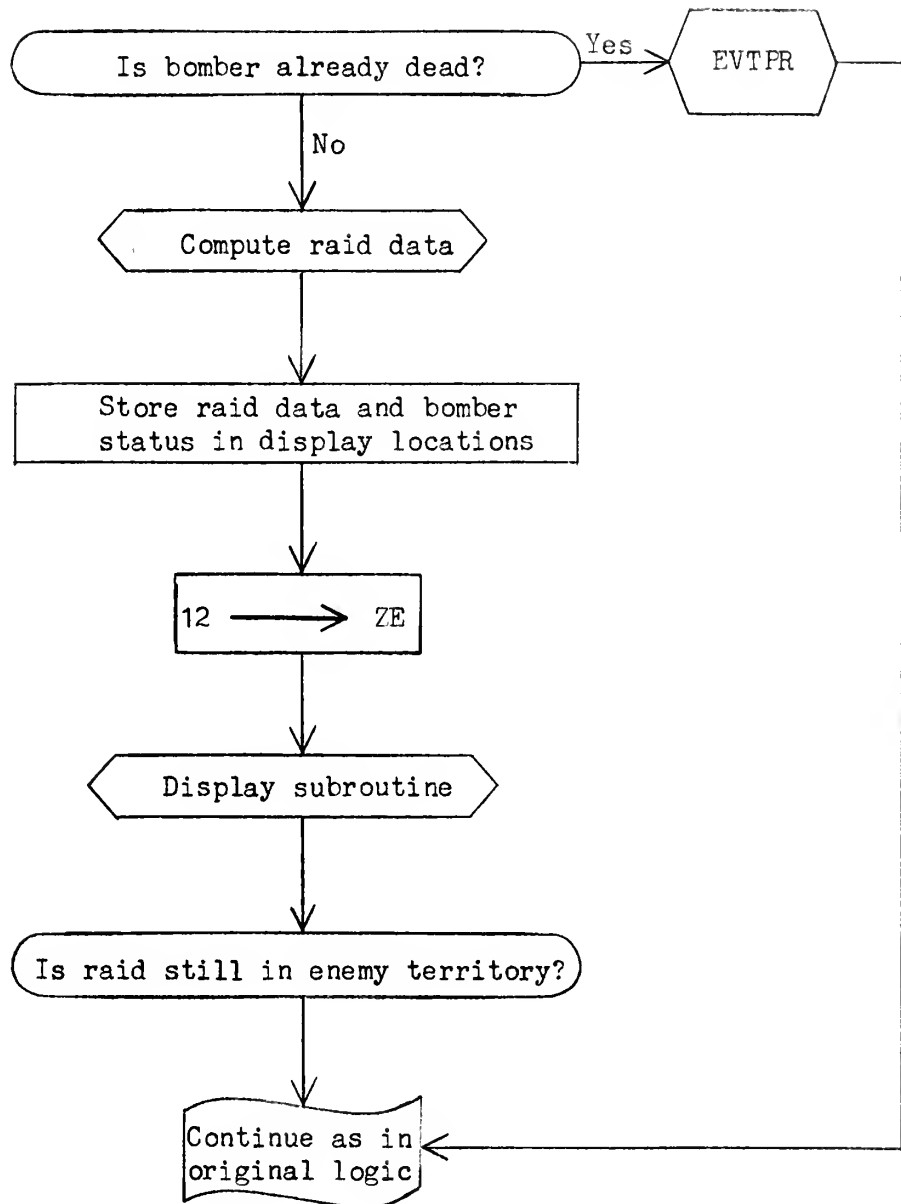 Is bomber already dead?
Yes
EVTPR
No
Compute raid data
Store raid data and bomber
status in display locations
12 ⟶ ZE
Display subroutine
Is raid still in enemy territory?
Continue as in
original logic